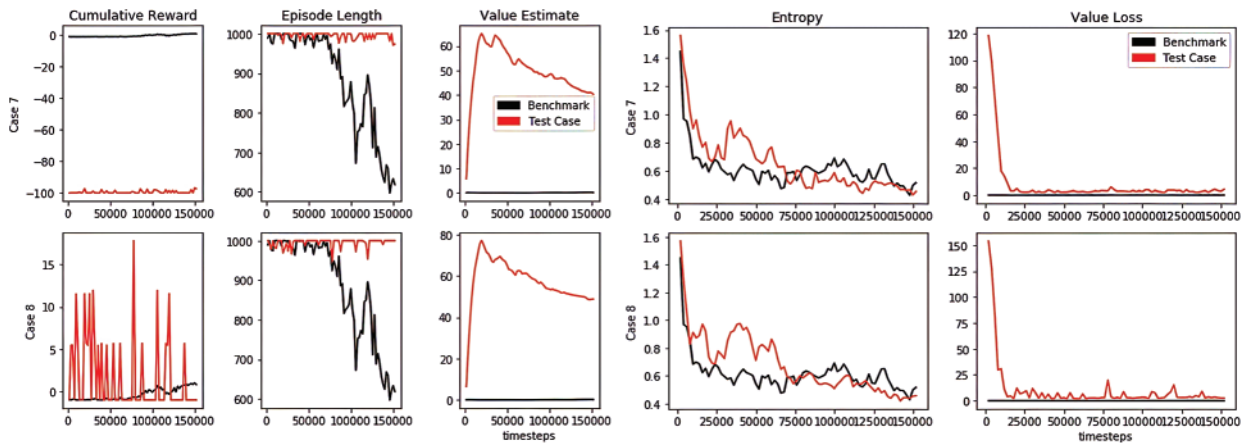 Cumulative Reward
Episode Length
Value Estimate
Entropy
Value Loss
Case 7
0
−20
−40
−60
−80
−100
0 50000 100000 150000
1000
900
800
700
600
0 50000 100000 150000
60
50
40
30
20
10
0
Benchmark
Test Case
0 50000 100000 150000
Case 7
1.6
1.4
1.2
1.0
0.8
0.6
0.4
0 25000 50000 75000 100000 125000 150000
120
100
80
60
40
20
0
Benchmark
Test Case
0 25000 50000 75000 100000 125000 150000
Case 8
15
10
5
0
0 50000 100000 150000
1000
900
800
700
600
0 50000 100000 150000
80
60
40
20
0
0 50000 100000 150000
timesteps
Case 8
1.6
1.4
1.2
1.0
0.8
0.6
0.4
0 25000 50000 75000 100000 125000 150000
150
125
100
75
50
25
0
0 25000 50000 75000 100000 125000 150000
timesteps